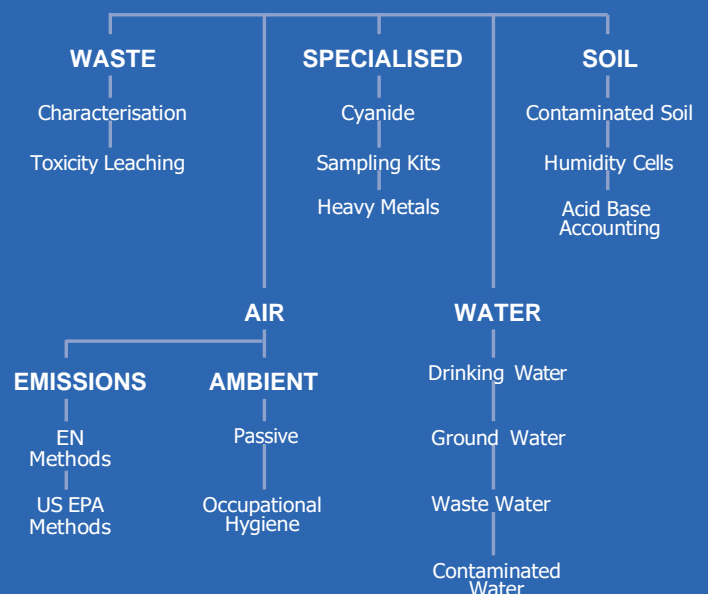 WASTE
SPECIALISED
SOIL
Characterisation
Cyanide
Contaminated Soil
Toxicity Leaching
Sampling Kits
Humidity Cells
Heavy Metals
Acid Base
Accounting
AIR
WATER
EMISSIONS
AMBIENT
Drinking Water
EN
Methods
Passive
Ground Water
US EPA
Methods
Occupational
Hygiene
Waste Water
Contaminated
Water